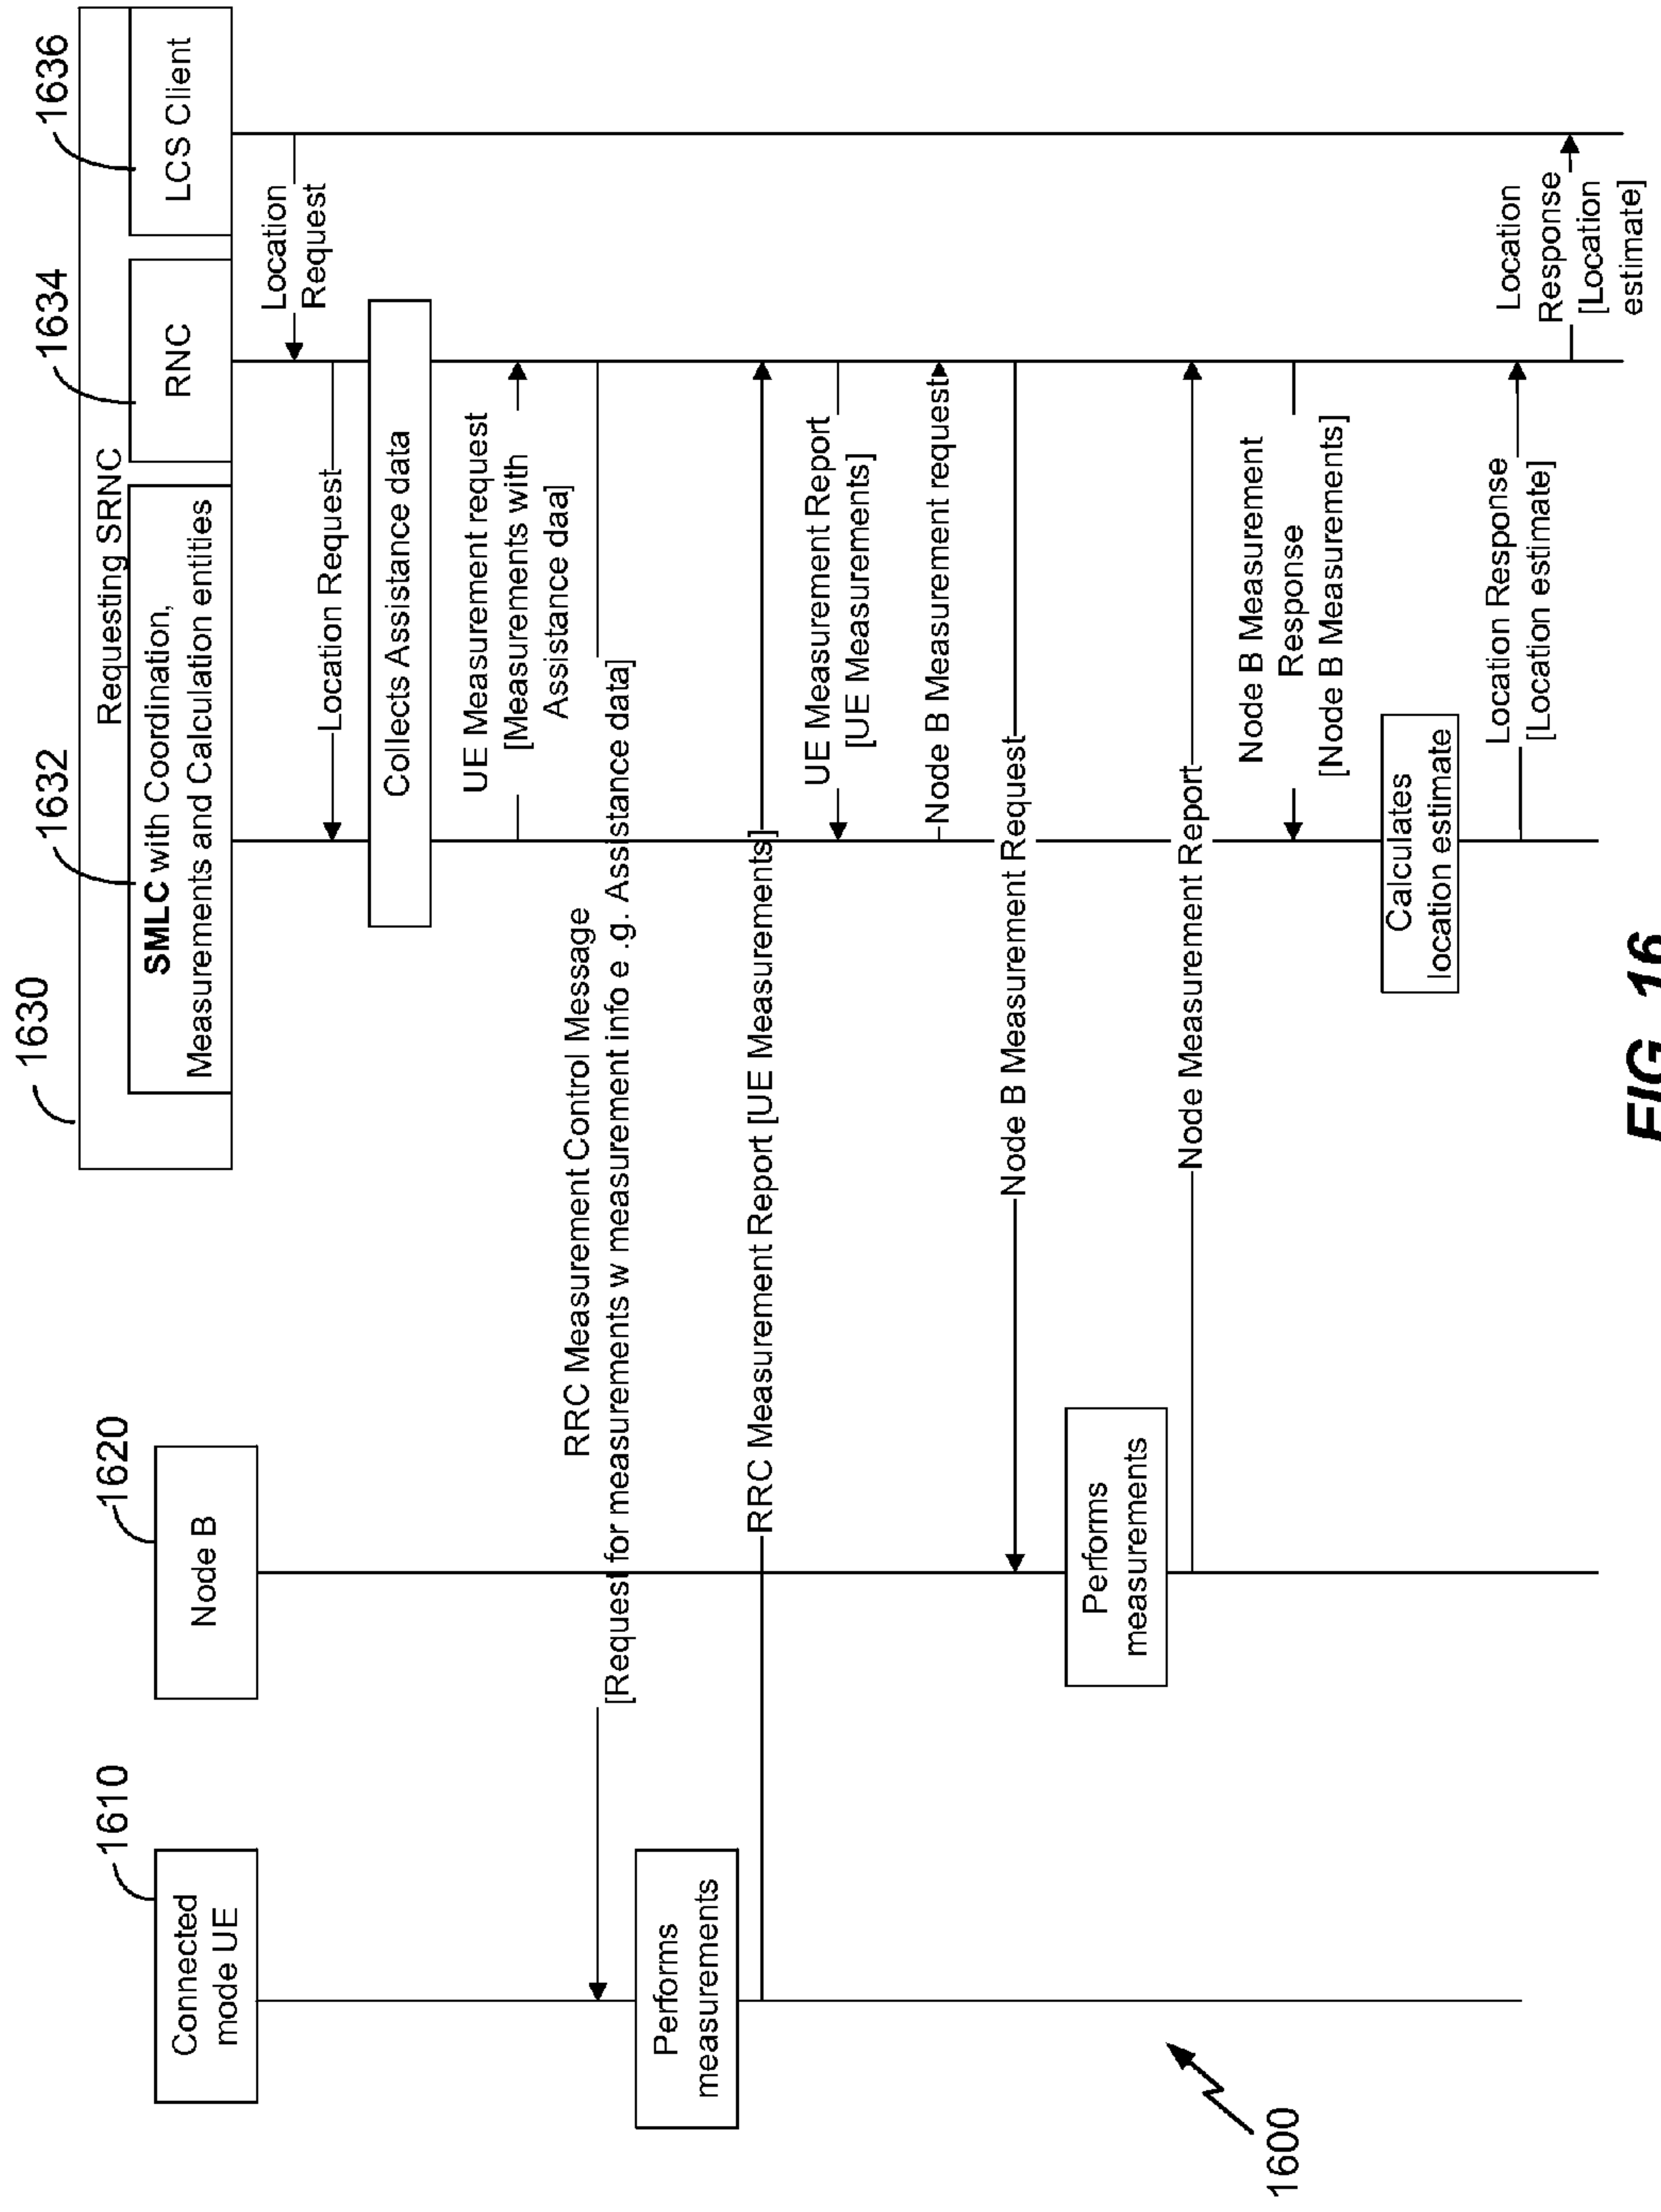 1630
1632
1634
1636
Requesting SRNC
1610
1620
Connected
mode UE
Node B
SMLC with Coordination,
Measurements and Calculation entities
RNC
LCS Client
Location
Request
Location Request
Collects Assistance data
UE Measurement request
[Measurements with
Assistance daa]
RRC Measurement Control Message
[Request for measurements w measurement info e .g. Assistance data]
Performs
measurements
RRC Measurement Report [UE Measurements]
UE Measurement Report
[UE Measurements]
Node B Measurement request
Node B Measurement Request
Performs
measurements
Node Measurement Report
Node B Measurement
Response
[Node B Measurements]
Calculates
location estimate
Location Response
[Location estimate]
Location
Response
[Location
estimate]
1600
FIG. 16